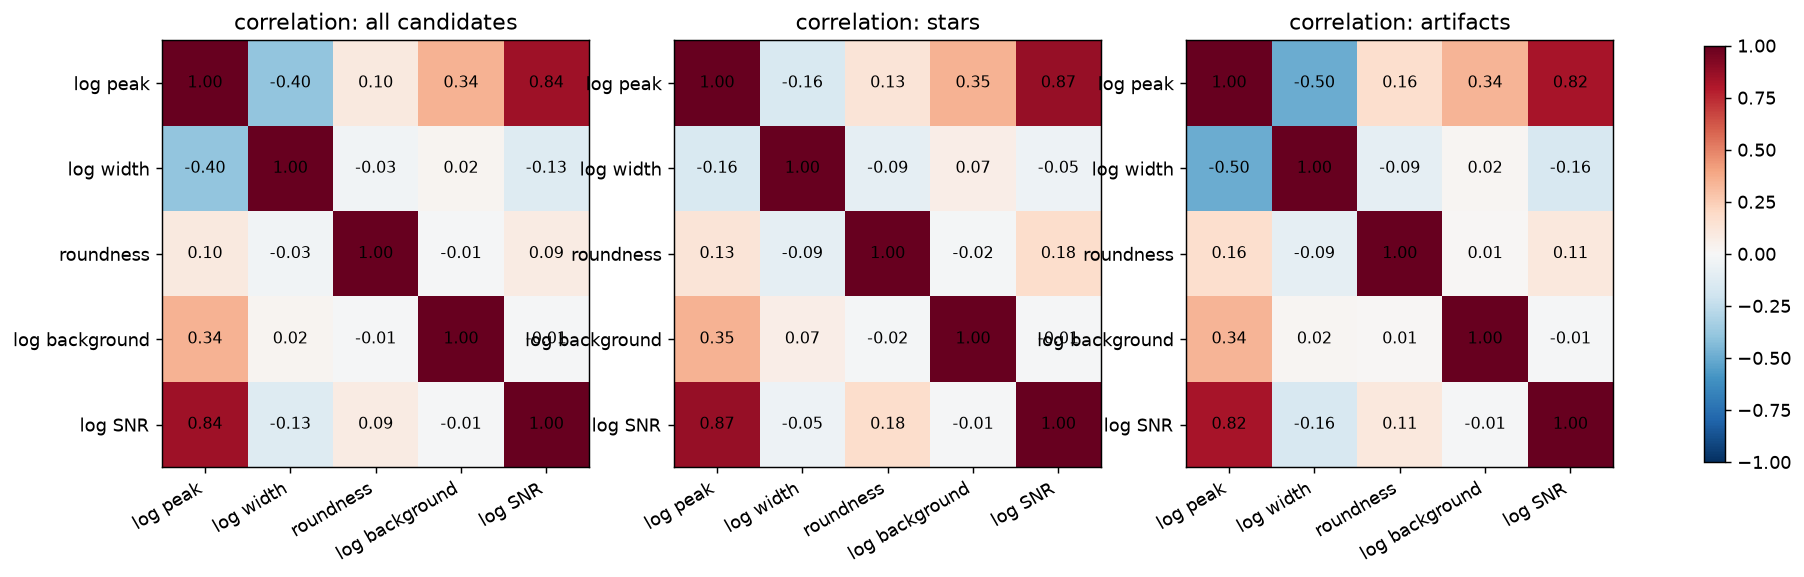 correlation: all candidates
correlation: stars
correlation: artifacts
log peak 1.00 -0.40 0.10 0.34 0.84
log width -0.40 1.00 -0.03 0.02 -0.13
roundness 0.10 -0.03 1.00 -0.01 0.09
log background 0.34 0.02 -0.01 1.00 -0.01
log SNR 0.84 -0.13 0.09 -0.01 1.00
log peak log width roundness log background log SNR
log peak 1.00 -0.16 0.13 0.35 0.87
log width -0.16 1.00 -0.09 0.07 -0.05
roundness 0.13 -0.09 1.00 -0.02 0.18
log background 0.35 0.07 -0.02 1.00 -0.01
log SNR 0.87 -0.05 0.18 -0.01 1.00
log peak log width roundness log background log SNR
log peak 1.00 -0.50 0.16 0.34 0.82
log width -0.50 1.00 -0.09 0.02 -0.16
roundness 0.16 -0.09 1.00 0.01 0.11
log background 0.34 0.02 0.01 1.00 -0.01
log SNR 0.82 -0.16 0.11 -0.01 1.00
log peak log width roundness log background log SNR
1.00
0.75
0.50
0.25
0.00
−0.25
−0.50
−0.75
−1.00